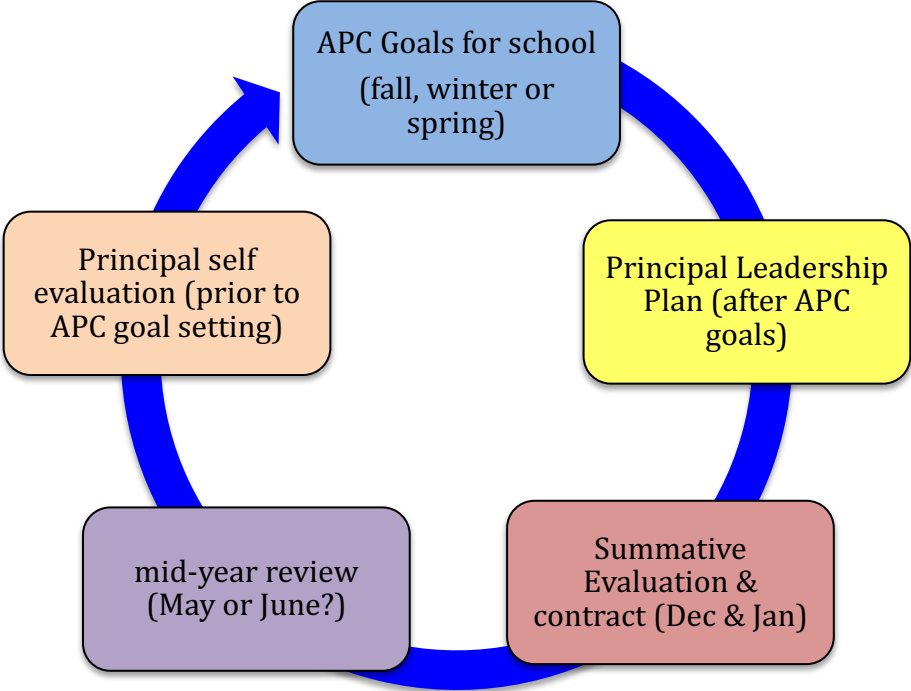 APC Goals for school
(fall, winter or
spring)
Principal Leadership
Plan (after APC
goals)
Summative
Evaluation &
contract (Dec & Jan)
mid-year review
(May or June?)
Principal self
evaluation (prior to
APC goal setting)